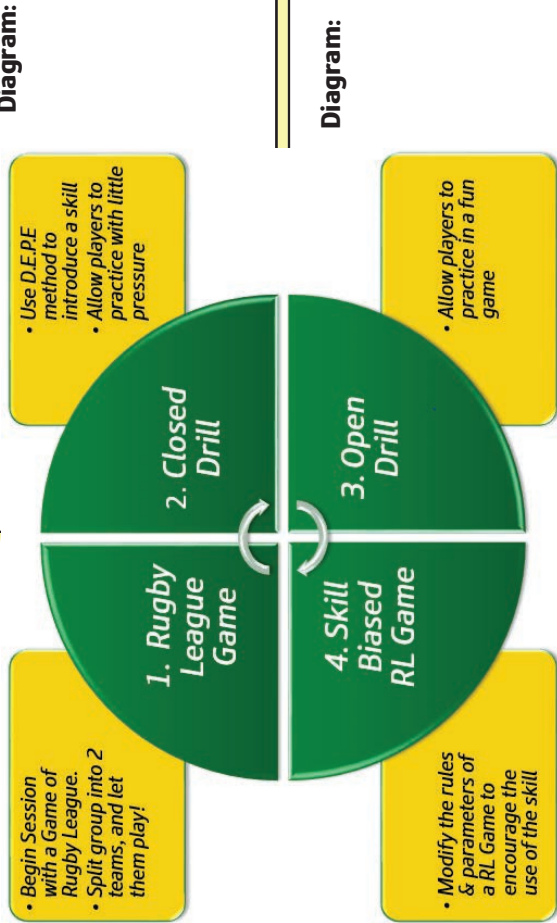 Diagram:
Diagram:
• Begin Session
with a Game of
Rugby League.
• Split group into 2
teams, and let
them play!
• Use D.E.P.E
method to
introduce a skill
• Allow players to
practice with little
pressure
1. Rugby
League
Game
2. Closed
Drill
4. Skill
Biased
RL Game
3. Open
Drill
• Modify the rules
& parameters of
a RL Game to
encourage the
use of the skill
• Allow players to
practice in a fun
game